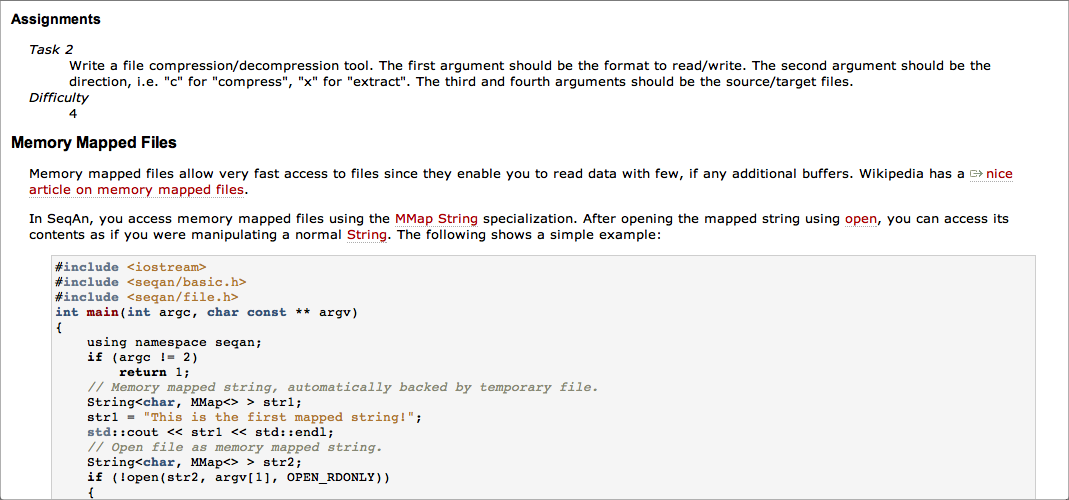 Assignments
Task 2
Write a file compression/decompression tool. The first argument should be the format to read/write. The second argument should be the
direction, i.e. "c" for "compress", "x" for "extract". The third and fourth arguments should be the source/target files.
Difficulty
4
Memory Mapped Files
Memory mapped files allow very fast access to files since they enable you to read data with few, if any additional buffers. Wikipedia has a nice
article on memory mapped files.
In SeqAn, you access memory mapped files using the MMap String specialization. After opening the mapped string using open, you can access its
contents as if you were manipulating a normal String. The following shows a simple example:
#include <iostream>
#include <seqan/basic.h>
#include <seqan/file.h>
int main(int argc, char const ** argv)
{
    using namespace seqan;
    if (argc != 2)
        return 1;
    // Memory mapped string, automatically backed by temporary file.
    String<char, MMap<> > str1;
    str1 = "This is the first mapped string!";
    std::cout << str1 << std::endl;
    // Open file as memory mapped string.
    String<char, MMap<> > str2;
    if (!open(str2, argv[1], OPEN_RDONLY))
    {